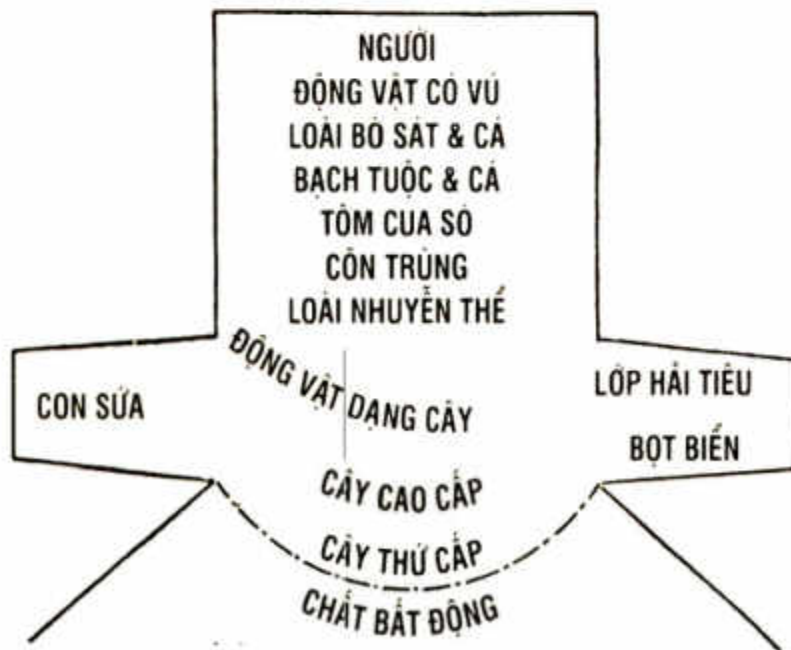 NGƯỜI
ĐỘNG VẬT CÓ VÚ
LOÀI BÒ SÁT & CÁ
BẠCH TUỘC & CÁ
TÔM CUA SÒ
CÔN TRÙNG
LOÀI NHUYỄN THỂ
ĐỘNG VẬT DẠNG CÂY
CON SỨA
LỚP HẢI TIÊU
BỌT BIỂN
CÂY CAO CẤP
CÂY THỨ CẤP
CHẤT BẤT ĐỘNG